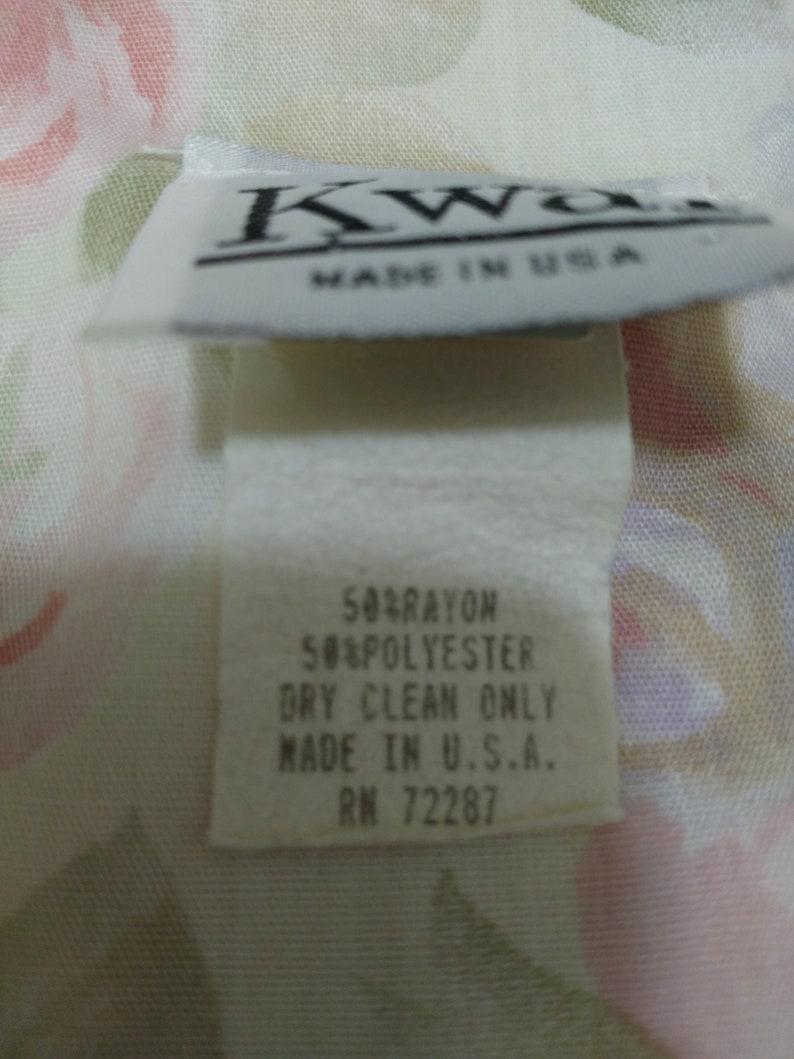 MADE IN USA
50%RAYON
50%POLYESTER
DRY CLEAN ONLY
MADE IN U.S.A.
RN 72287